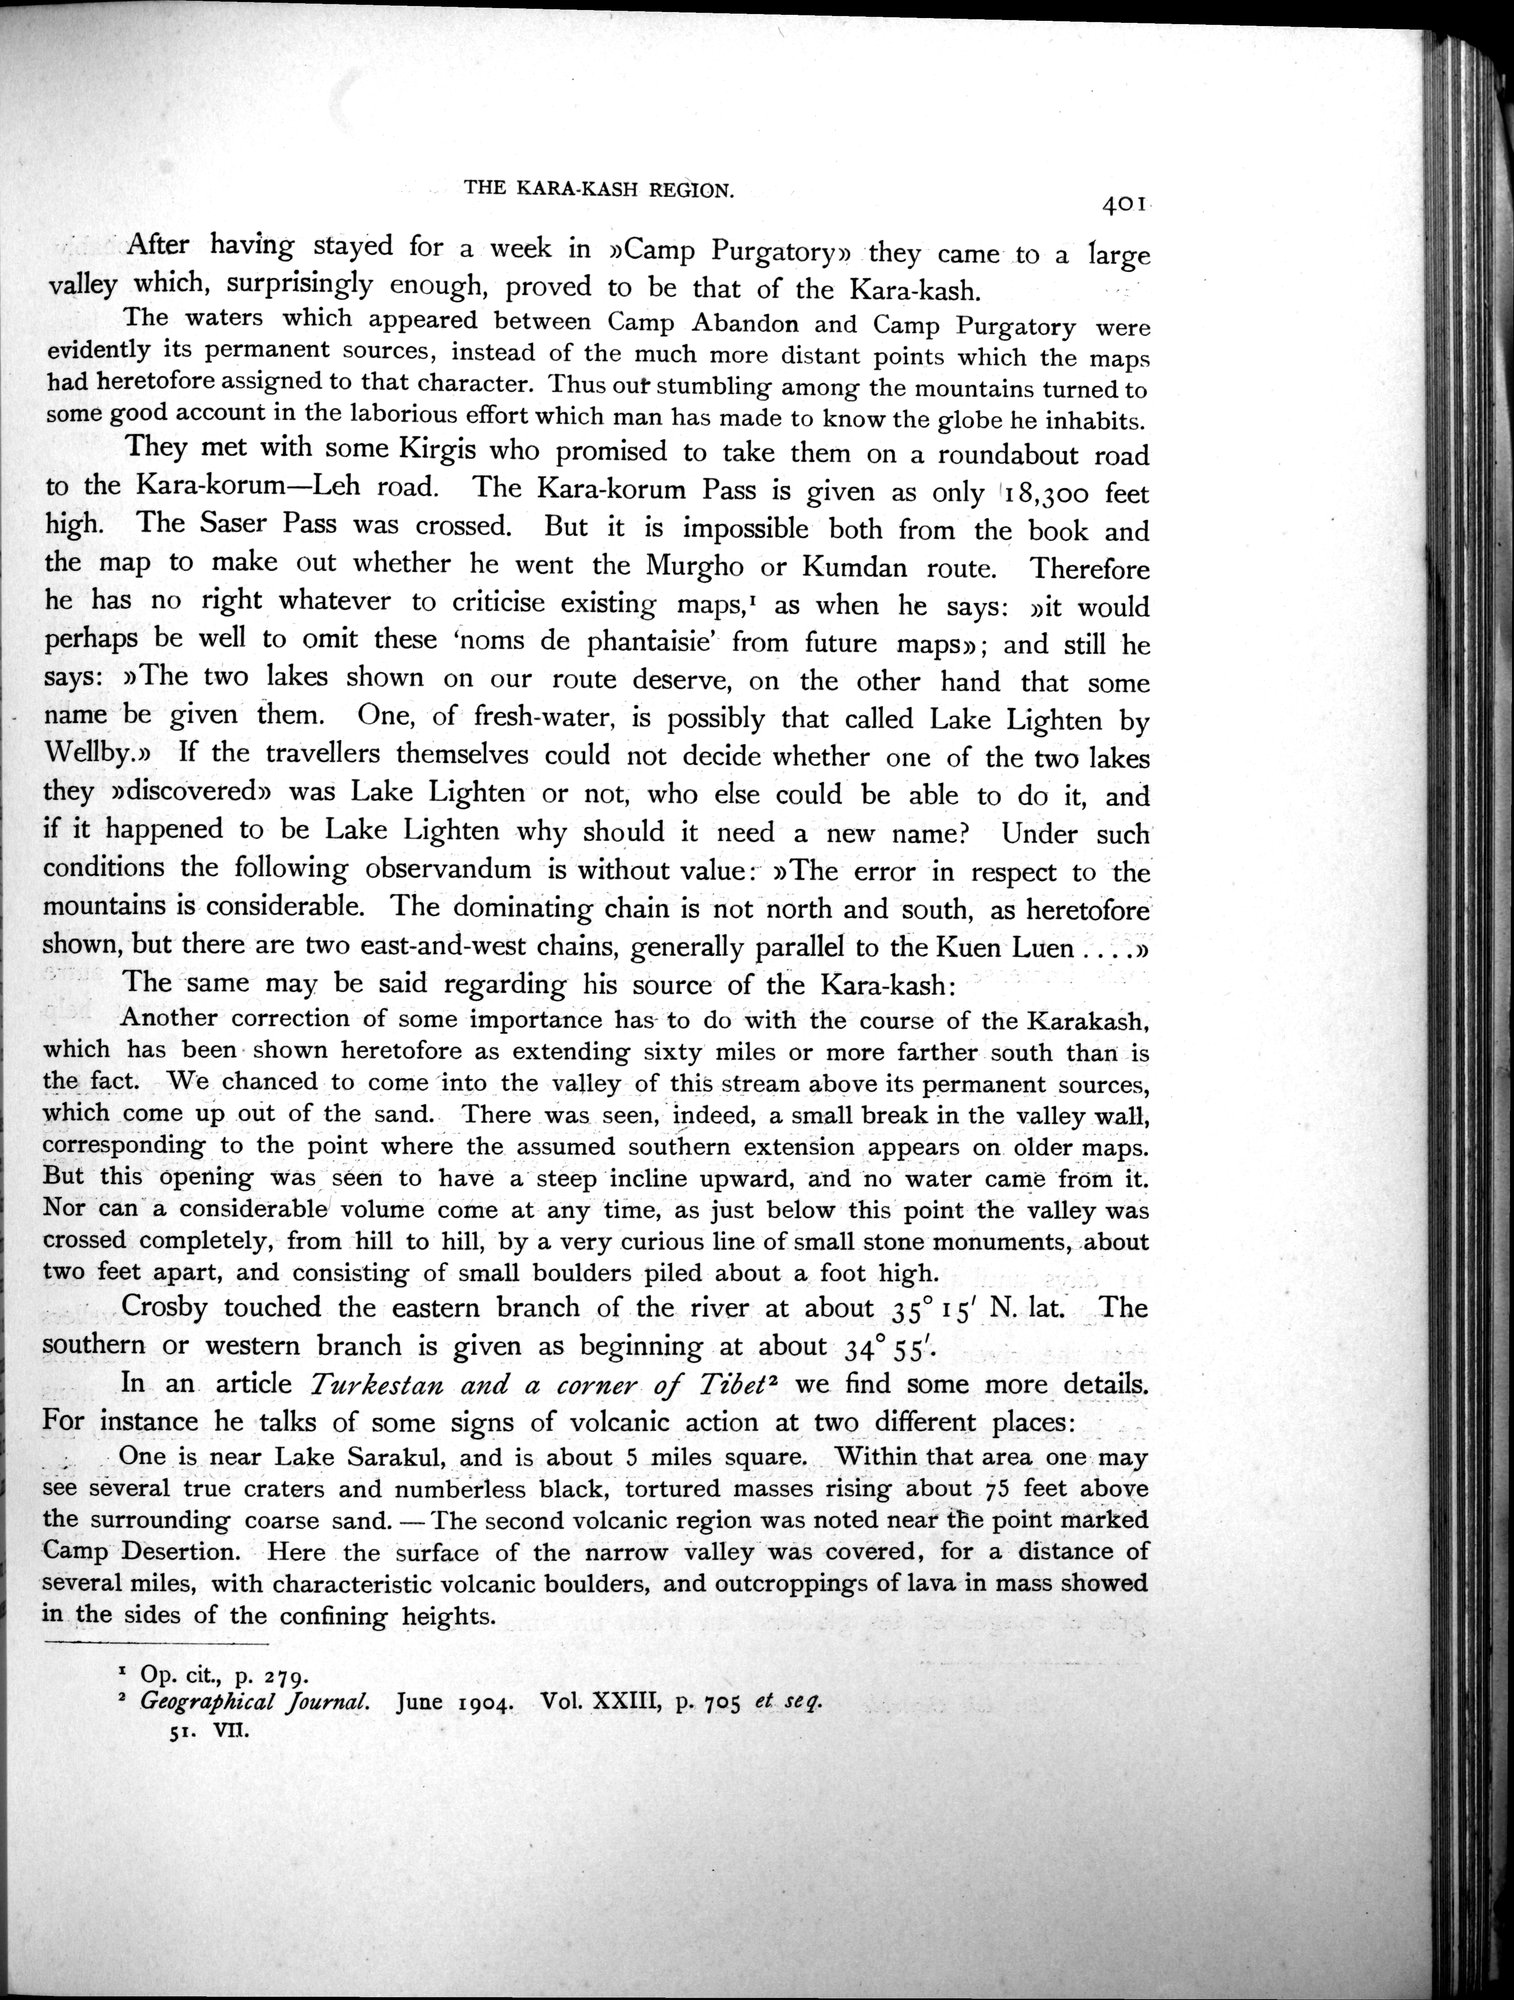 THE KARA-KASH REGION.
401
After having stayed for a week in »Camp Purgatory» they came to a large
valley which, surprisingly enough, proved to be that of the Kara-kash.
The waters which appeared between Camp Abandon and Camp Purgatory were
evidently its permanent sources, instead of the much more distant points which the maps
had heretofore assigned to that character. Thus our stumbling among the mountains turned to
some good account in the laborious effort which man has made to know the globe he inhabits.
They met with some Kirgis who promised to take them on a roundabout road
to the Kara-korum—Leh road. The Kara-korum Pass is given as only 18,300 feet
high. The Saser Pass was crossed. But it is impossible both from the book and
the map to make out whether he went the Murgho or Kumdan route. Therefore
he has no right whatever to criticise existing maps,¹ as when he says: »it would
perhaps be well to omit these ‘noms de phantaisie’ from future maps»; and still he
says: »The two lakes shown on our route deserve, on the other hand that some
name be given them. One, of fresh-water, is possibly that called Lake Lighten by
Wellby.» If the travellers themselves could not decide whether one of the two lakes
they »discovered» was Lake Lighten or not, who else could be able to do it, and
if it happened to be Lake Lighten why should it need a new name? Under such
conditions the following observandum is without value: »The error in respect to the
mountains is considerable. The dominating chain is not north and south, as heretofore
shown, but there are two east-and-west chains, generally parallel to the Kuen Luen ....»
The same may be said regarding his source of the Kara-kash:
Another correction of some importance has to do with the course of the Karakash,
which has been shown heretofore as extending sixty miles or more farther south than is
the fact. We chanced to come into the valley of this stream above its permanent sources,
which come up out of the sand. There was seen, indeed, a small break in the valley wall,
corresponding to the point where the assumed southern extension appears on older maps.
But this opening was seen to have a steep incline upward, and no water came from it.
Nor can a considerable volume come at any time, as just below this point the valley was
crossed completely, from hill to hill, by a very curious line of small stone monuments, about
two feet apart, and consisting of small boulders piled about a foot high.
Crosby touched the eastern branch of the river at about 35° 15′ N. lat. The
southern or western branch is given as beginning at about 34° 55′.
In an article Turkestan and a corner of Tibet² we find some more details.
For instance he talks of some signs of volcanic action at two different places:
One is near Lake Sarakul, and is about 5 miles square. Within that area one may
see several true craters and numberless black, tortured masses rising about 75 feet above
the surrounding coarse sand. — The second volcanic region was noted near the point marked
Camp Desertion. Here the surface of the narrow valley was covered, for a distance of
several miles, with characteristic volcanic boulders, and outcroppings of lava in mass showed
in the sides of the confining heights.
¹ Op. cit., p. 279.
² Geographical Journal. June 1904. Vol. XXIII, p. 705 et seq.
51. VII.